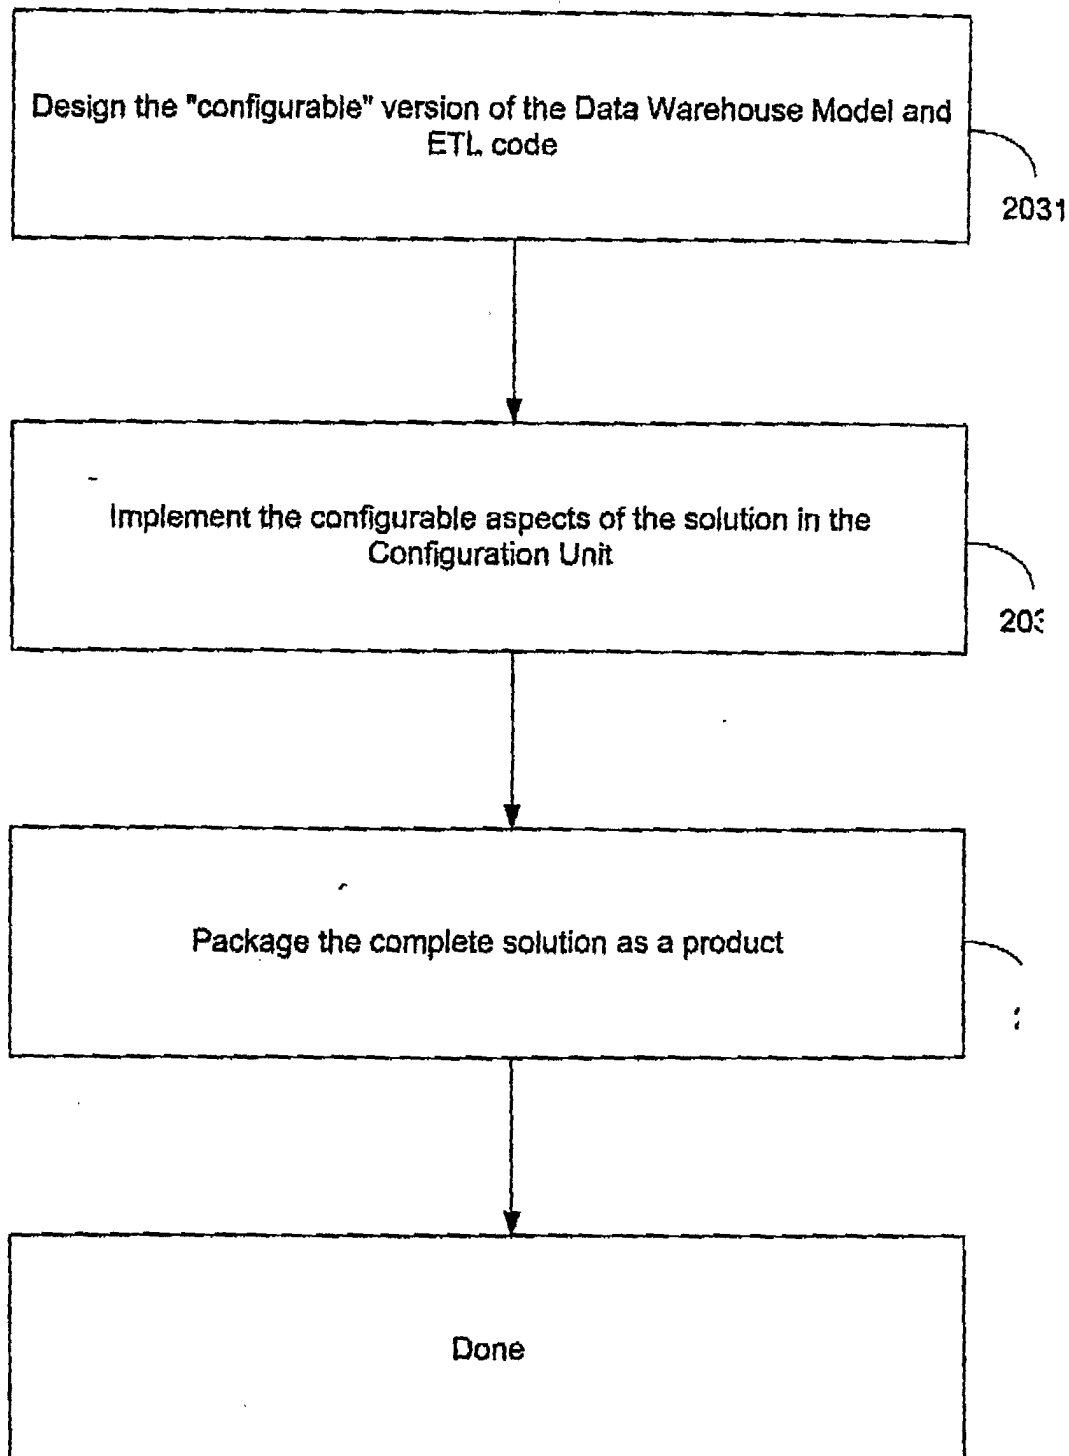 Design the "configurable" version of the Data Warehouse Model and
ETL code
2031
Implement the configurable aspects of the solution in the
Configuration Unit
Package the complete solution as a product
Done